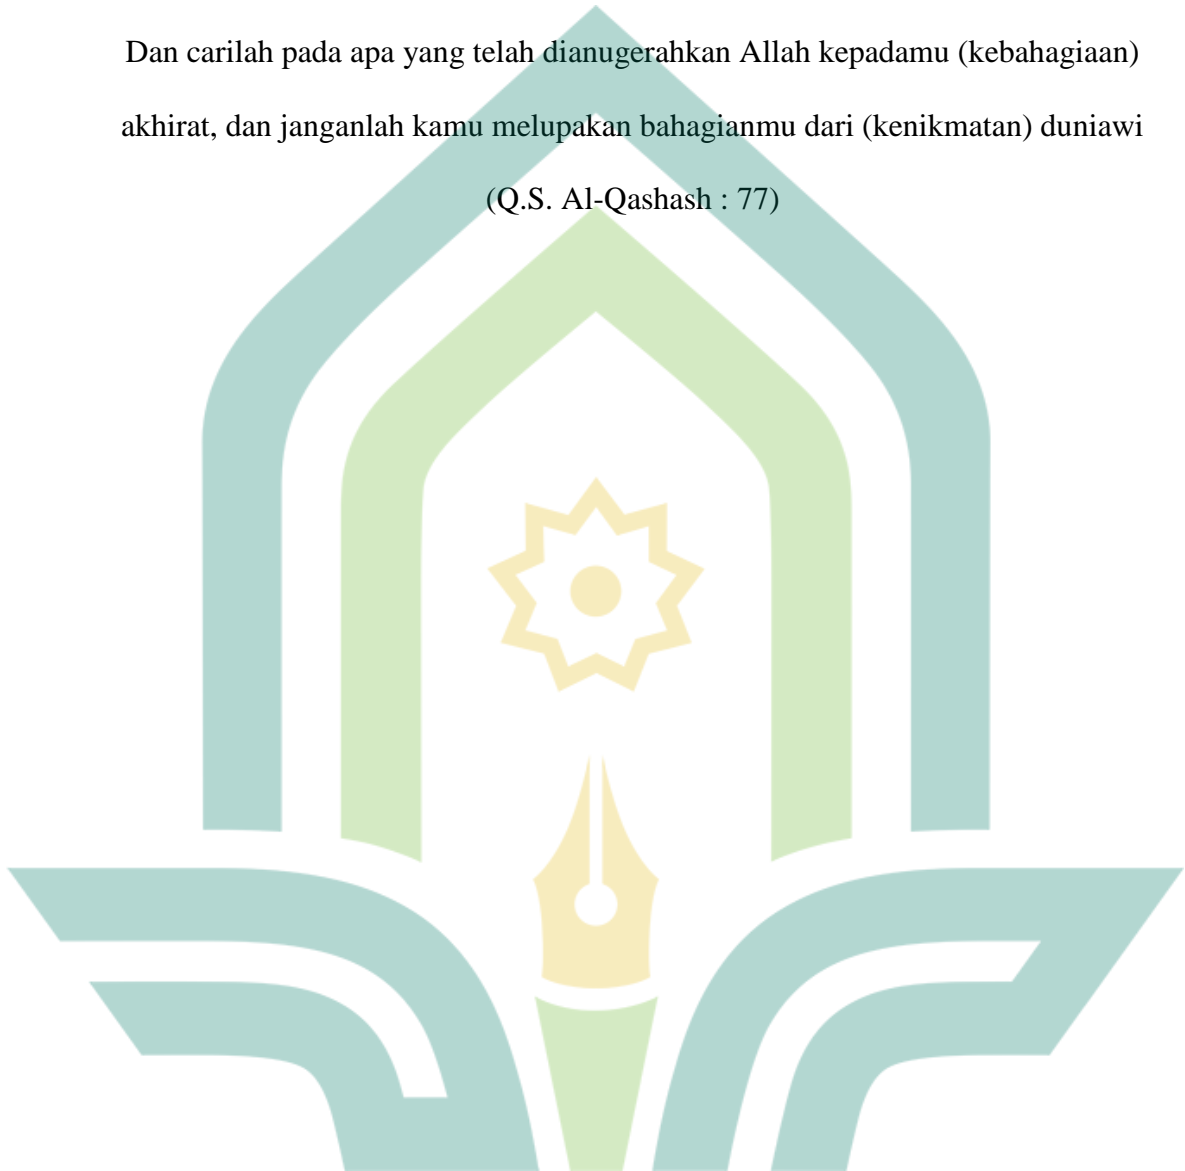 Dan carilah pada apa yang telah dianugerahkan Allah kepadamu (kebahagiaan)
akhirat, dan janganlah kamu melupakan bahagianmu dari (kenikmatan) duniawi
(Q.S. Al-Qashash : 77)